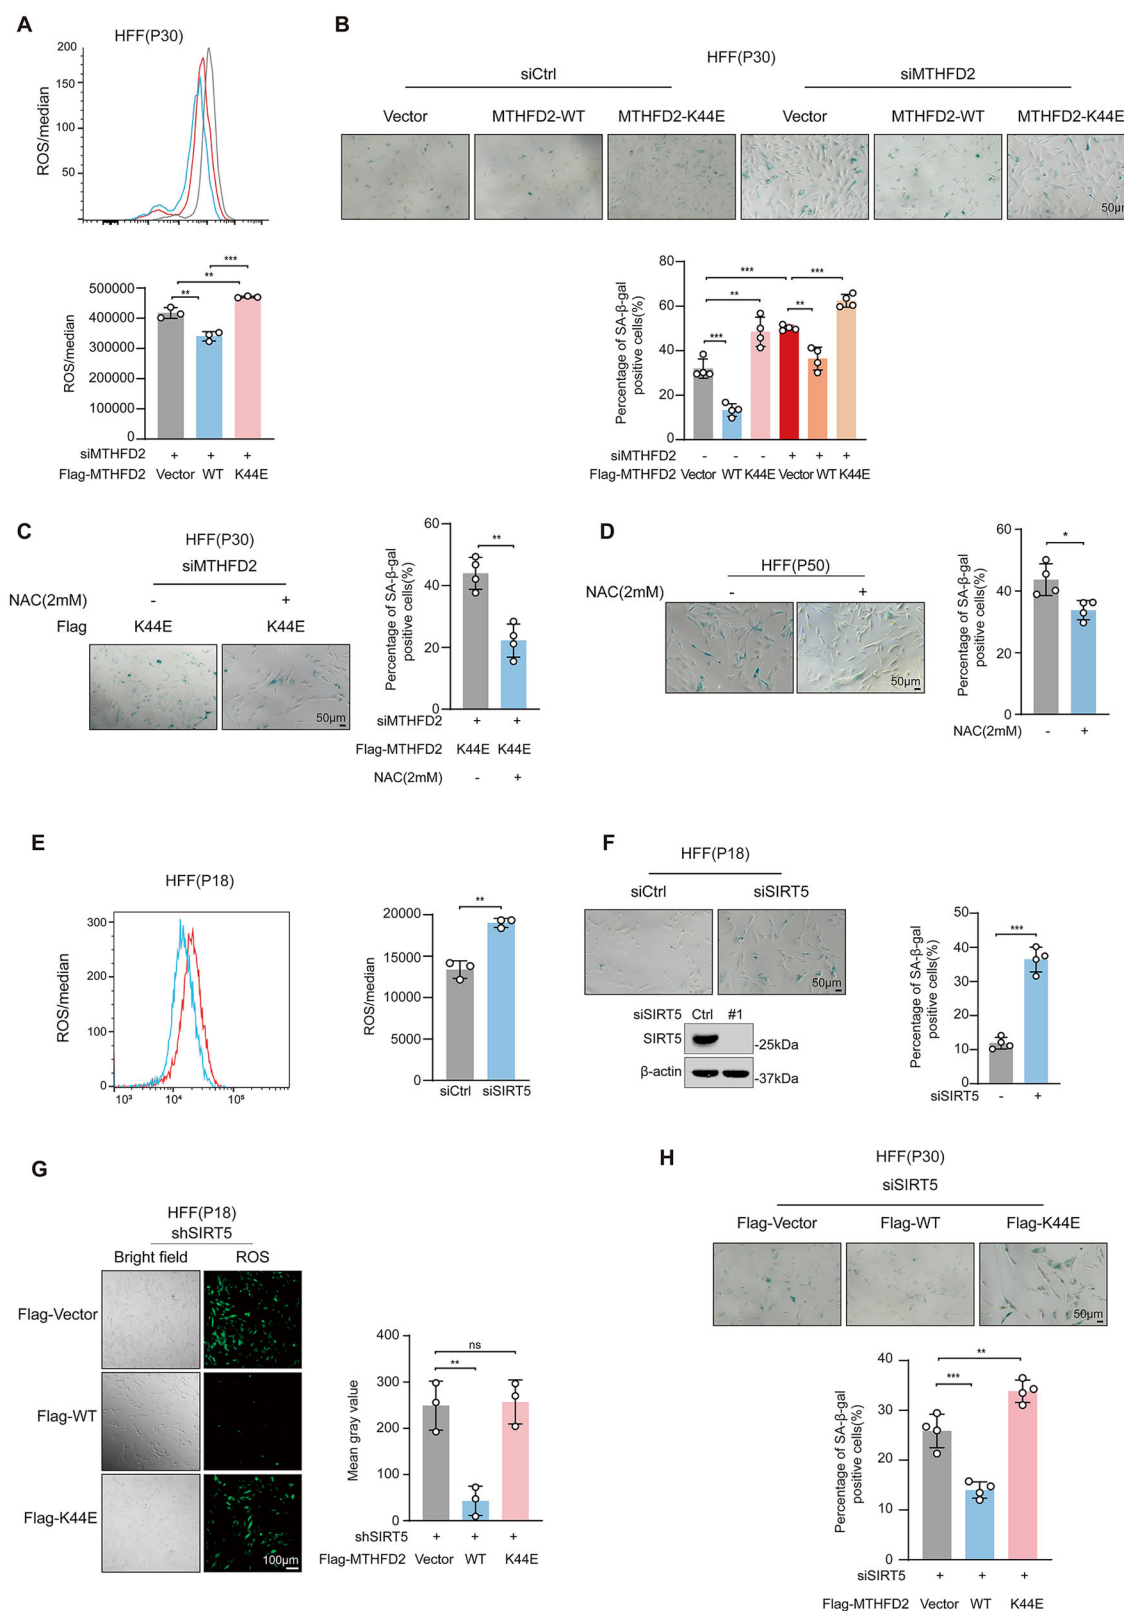 A
HFF(P30)
ROS/median
200
150
100
50
ROS/median
500000
400000
300000
200000
100000
0
** ** ***
siMTHFD2 + + +
Flag-MTHFD2 Vector WT K44E
B
HFF(P30)
siCtrl siMTHFD2
Vector MTHFD2-WT MTHFD2-K44E Vector MTHFD2-WT MTHFD2-K44E
50μm
Percentage of SA-β-gal
positive cells(%)
80
60
40
20
0
*** ***
** **
***
siMTHFD2 - - - + + +
Flag-MTHFD2 Vector WT K44E Vector WT K44E
C
HFF(P30)
siMTHFD2
NAC(2mM) - +
Flag K44E K44E
50μm
Percentage of SA-β-gal
positive cells(%)
60
40
20
0
**
siMTHFD2 + +
Flag-MTHFD2 K44E K44E
NAC(2mM) - +
D
HFF(P50)
NAC(2mM) - +
50μm
Percentage of SA-β-gal
positive cells(%)
60
40
20
0
*
NAC(2mM) - +
E
HFF(P18)
ROS/median
300
200
100
0
10³ 10⁴ 10⁵
ROS/median
20000
15000
10000
5000
0
**
siCtrl siSIRT5
F
HFF(P18)
siCtrl siSIRT5
50μm
siSIRT5 Ctrl #1
SIRT5 -25kDa
β-actin -37kDa
Percentage of SA-β-gal
positive cells(%)
50
40
30
20
10
0
***
siSIRT5 - +
G
HFF(P18)
shSIRT5
Bright field ROS
Flag-Vector
Flag-WT
Flag-K44E
100μm
Mean gray value
400
300
200
100
0
ns
**
shSIRT5 + + +
Flag-MTHFD2 Vector WT K44E
H
HFF(P30)
siSIRT5
Flag-Vector Flag-WT Flag-K44E
50μm
Percentage of SA-β-gal
positive cells(%)
40
30
20
10
0
**
***
siSIRT5 + + +
Flag-MTHFD2 Vector WT K44E